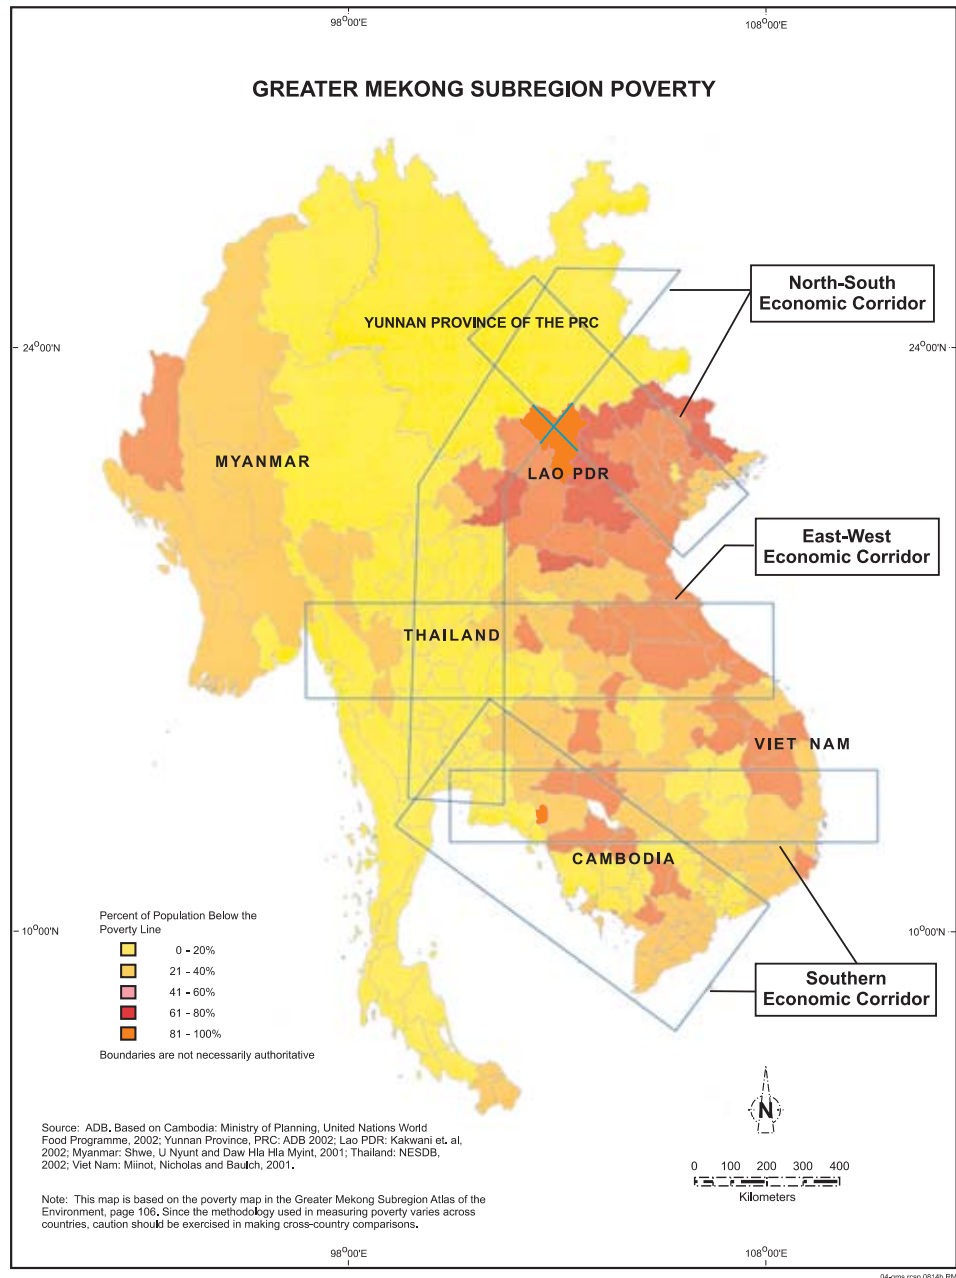 98°00'E
108°00'E
GREATER MEKONG SUBREGION POVERTY
North-South
Economic Corridor
YUNNAN PROVINCE OF THE PRC
24°00'N
24°00'N
MYANMAR
LAO PDR
East-West
Economic Corridor
THAILAND
VIET NAM
CAMBODIA
Percent of Population Below the
Poverty Line
0 - 20%
21 - 40%
41 - 60%
61 - 80%
81 - 100%
Boundaries are not necessarily authoritative
10°00'N
10°00'N
Southern
Economic Corridor
N
Source: ADB. Based on Cambodia: Ministry of Planning, United Nations World
Food Programme, 2002; Yunnan Province, PRC: ADB 2002; Lao PDR: Kakwani et. al,
2002; Myanmar: Shwe, U Nyunt and Daw Hla Hla Myint, 2001; Thailand: NESDB,
2002; Viet Nam: Miinot, Nicholas and Baulch, 2001.
0 100 200 300 400
Kilometers
Note: This map is based on the poverty map in the Greater Mekong Subregion Atlas of the
Environment, page 106. Since the methodology used in measuring poverty varies across
countries, caution should be exercised in making cross-country comparisons.
98°00'E
108°00'E
04-gms rcsp 0814b RM